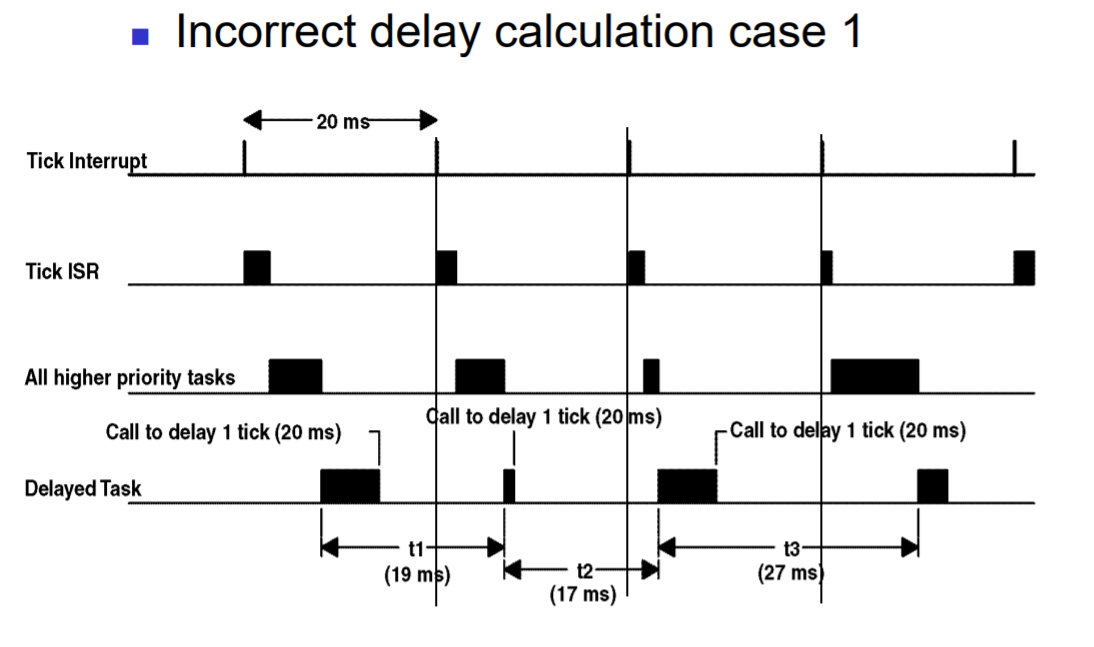 Incorrect delay calculation case 1
20 ms
Tick Interrupt
Tick ISR
All higher priority tasks
Call to delay 1 tick (20 ms)
Call to delay 1 tick (20 ms)
Call to delay 1 tick (20 ms)
Delayed Task
t1
(19 ms)
t2
(17 ms)
t3
(27 ms)